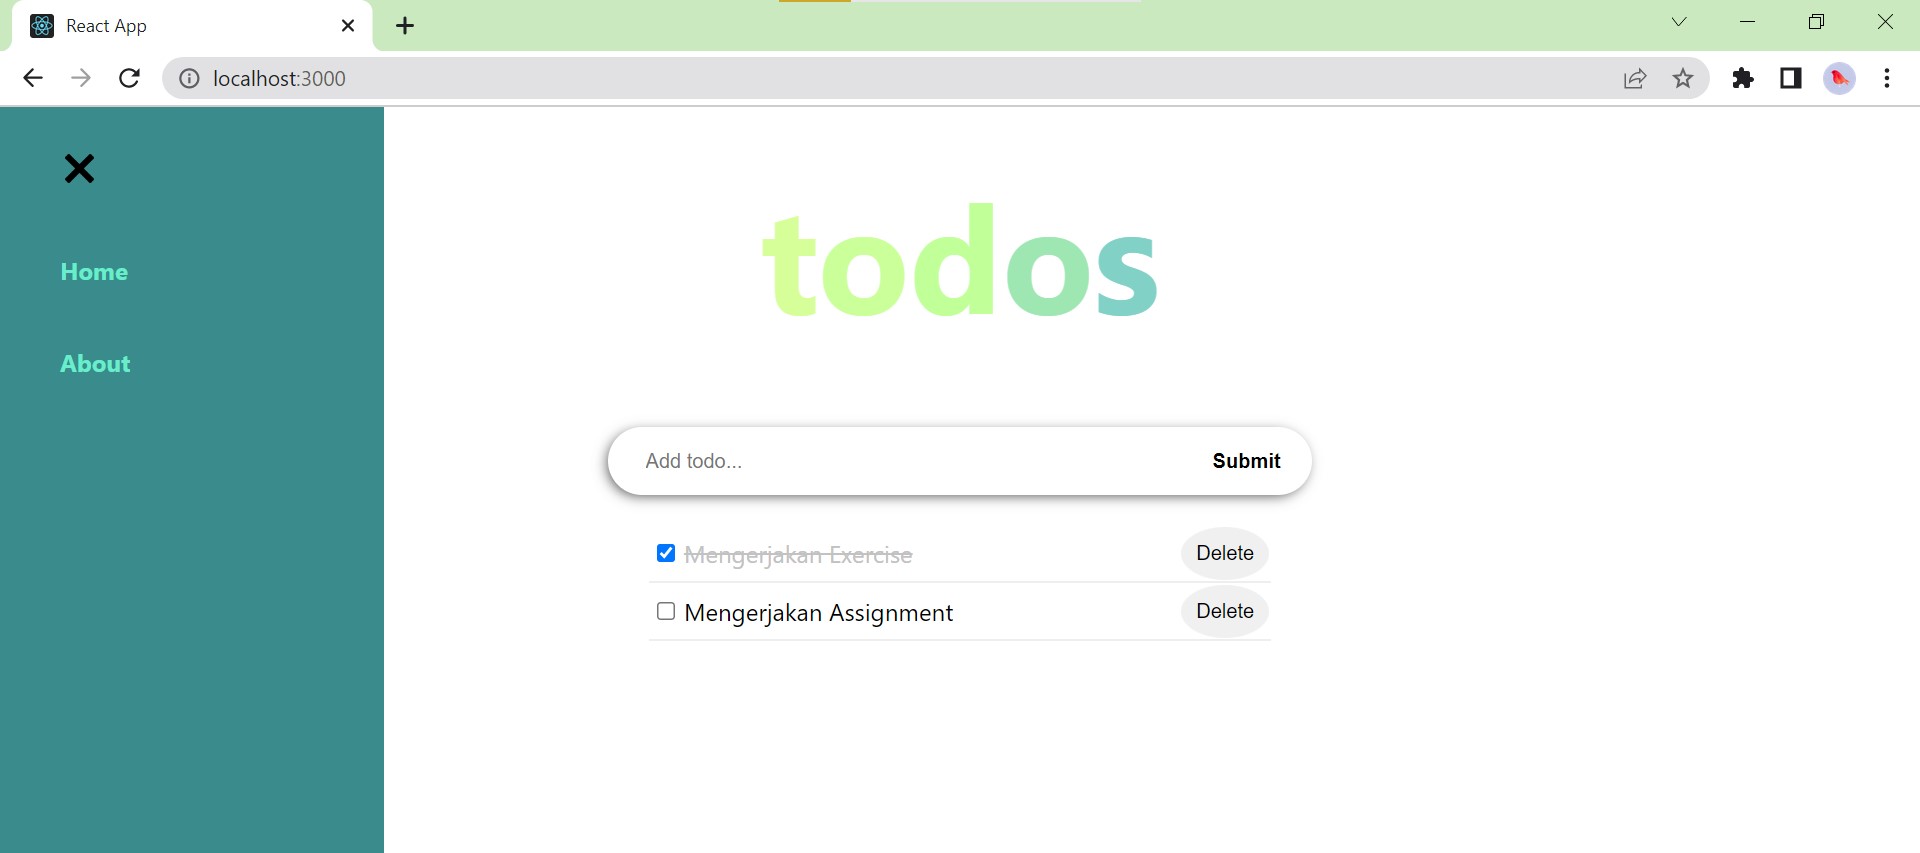 React App
localhost:3000
Home
About
todos
Add todo...
Submit
Mengerjakan Exercise
Delete
Mengerjakan Assignment
Delete